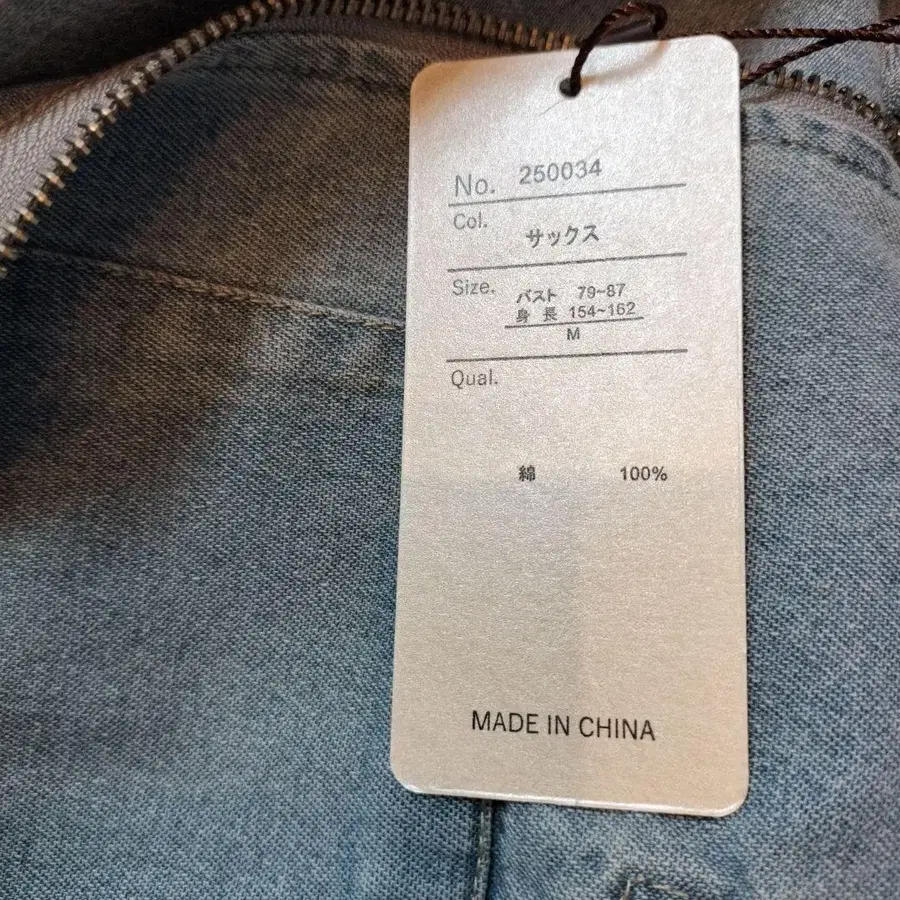 No. 250034
Col. サックス
Size. バスト 79~87
身長 154~162
M
Qual.
綿 100%
MADE IN CHINA